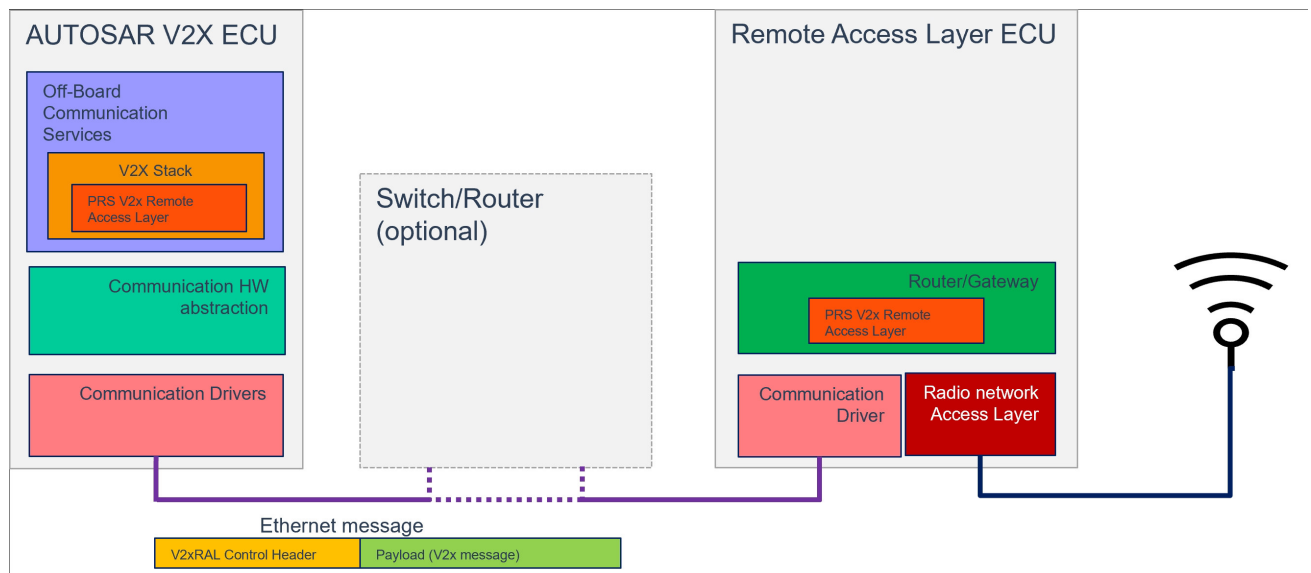 AUTOSAR V2X ECU
Off-Board
Communication
Services
V2X Stack
PRS V2x Remote
Access Layer
Communication HW
abstraction
Communication Drivers
Switch/Router
(optional)
Remote Access Layer ECU
Router/Gateway
PRS V2x Remote
Access Layer
Communication
Driver
Radio network
Access Layer
Ethernet message
V2xRAL Control Header
Payload (V2x message)